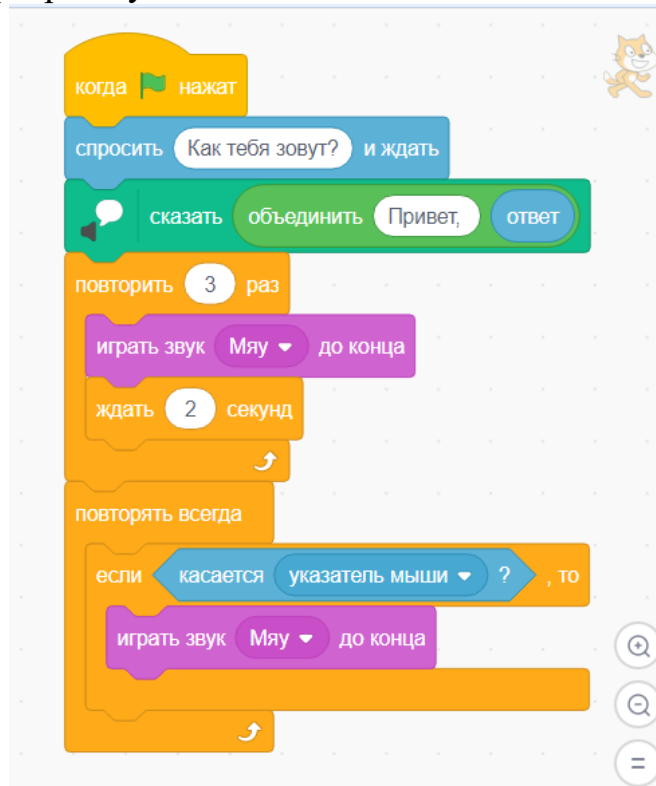 когда нажат
спросить Как тебя зовут? и ждать
сказать объединить Привет, ответ
повторить 3 раз
играть звук Мяу до конца
ждать 2 секунд
повторять всегда
если касается указатель мыши ? , то
играть звук Мяу до конца
=